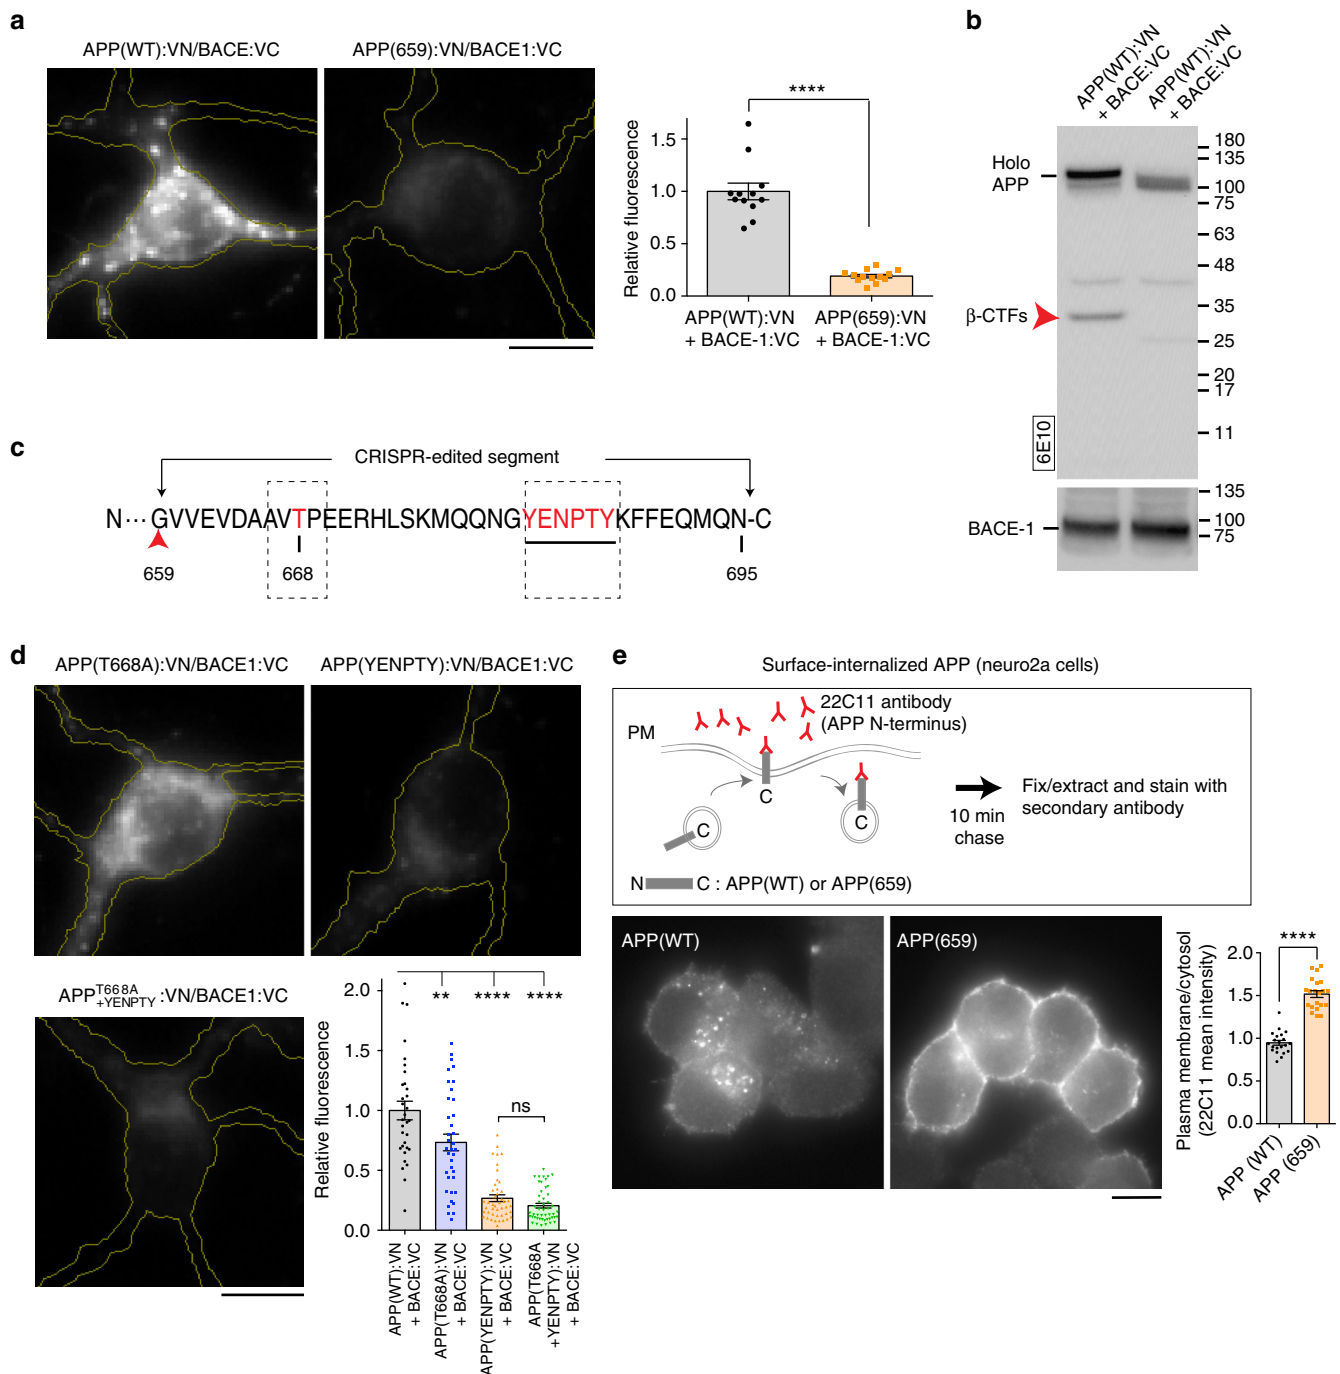 a
APP(WT):VN/BACE:VC
APP(659):VN/BACE1:VC
Relative fluorescence
1.5
1.0
0.5
0.0
****
APP(WT):VN
+ BACE-1:VC
APP(659):VN
+ BACE-1:VC
b
APP(WT):VN
+ BACE:VC
APP(WT):VN
+ BACE:VC
Holo
APP
β-CTFs
180
135
100
75
63
48
35
25
20
17
11
6E10
BACE-1
135
100
75
c
CRISPR-edited segment
N···GVVEVDAAVTPEERHLSKMQQNGYENPTYKFFEQMQN-C
659
668
695
d
APP(T668A):VN/BACE1:VC
APP(YENPTY):VN/BACE1:VC
APP T668A +YENPTY :VN/BACE1:VC
Relative fluorescence
2.0
1.5
1.0
0.5
0.0
**
****
****
ns
APP(WT):VN
+ BACE:VC
APP(T668A):VN
+ BACE:VC
APP(YENPTY):VN
+ BACE:VC
APP(T668A
+YENPTY):VN
+ BACE:VC
e
Surface-internalized APP (neuro2a cells)
22C11 antibody
(APP N-terminus)
PM
C
C
C
10 min
chase
Fix/extract and stain with
secondary antibody
N C : APP(WT) or APP(659)
APP(WT)
APP(659)
Plasma membrane/cytosol
(22C11 mean intensity)
2.0
1.5
1.0
0.5
0.0
****
APP (WT)
APP (659)